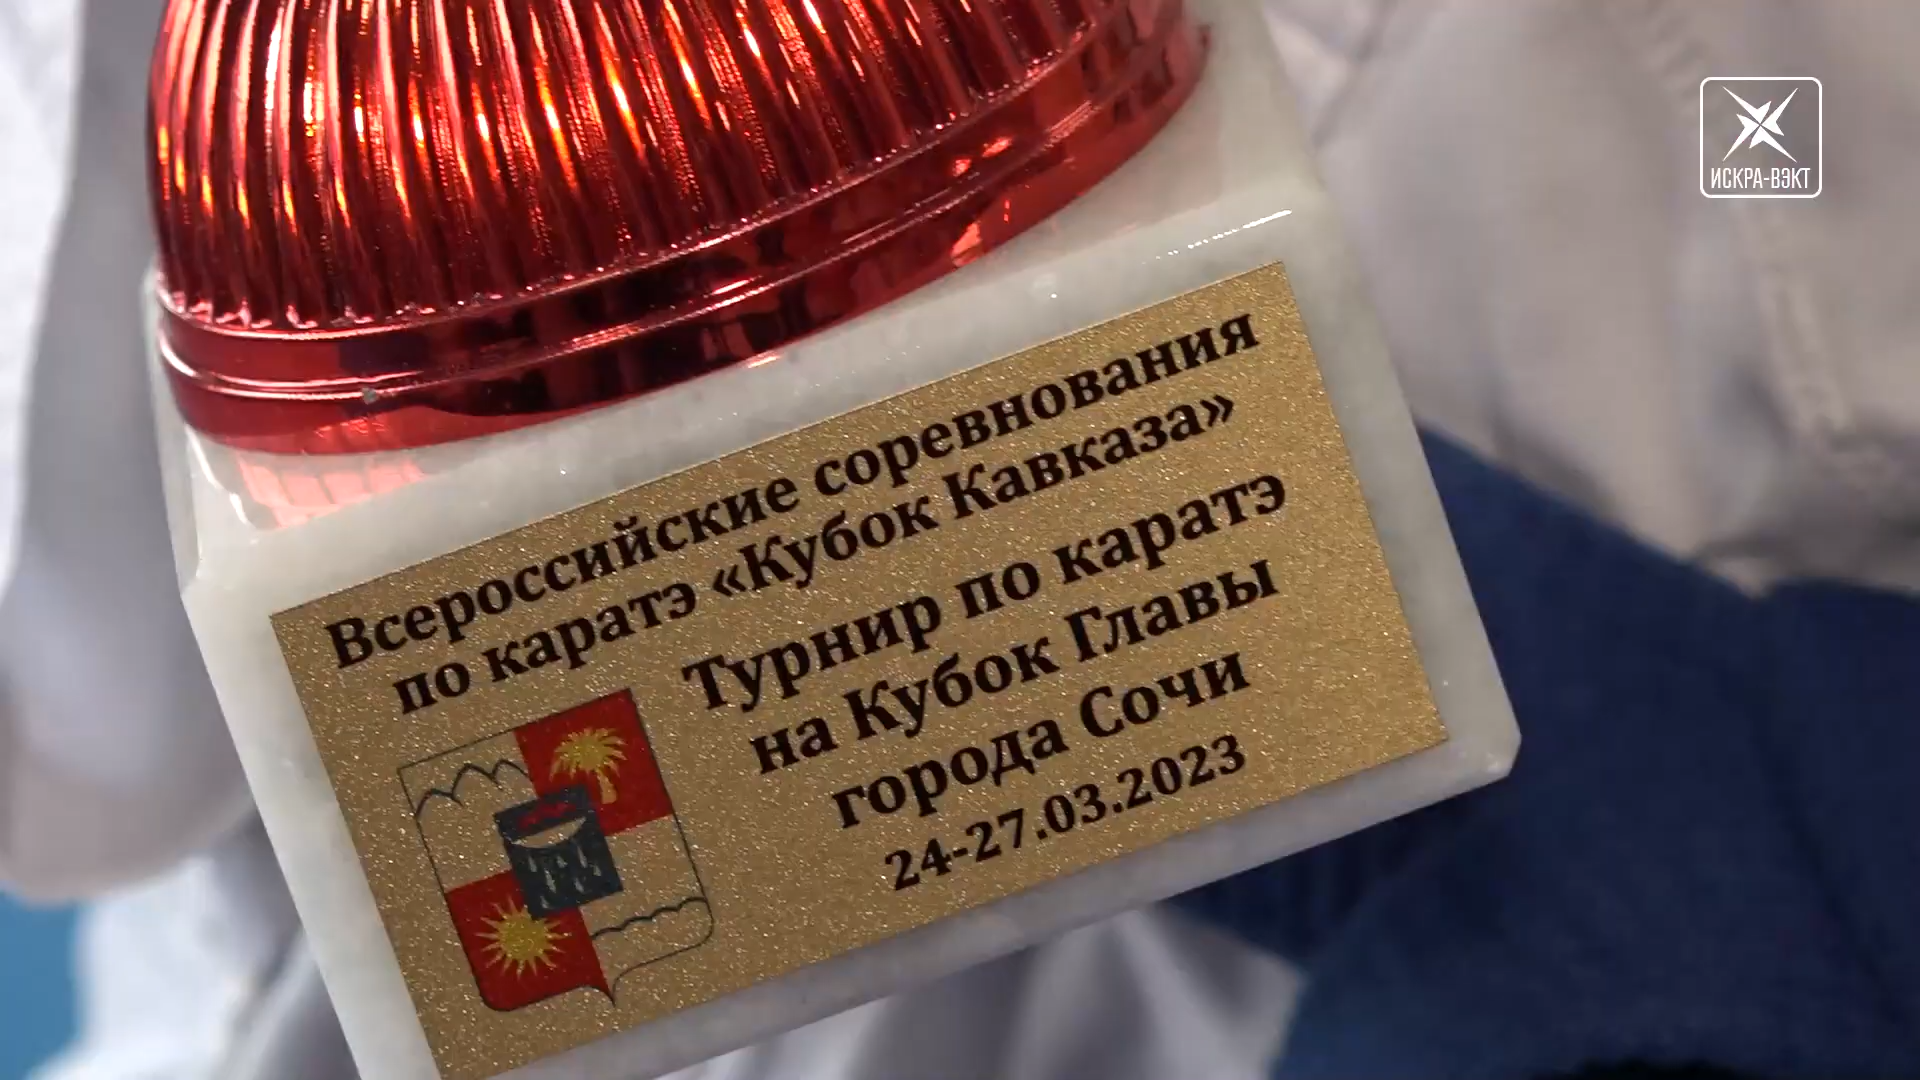 ИСКРА-ВЭКТ
Всероссийские соревнования
по каратэ «Кубок Кавказа»
Турнир по каратэ
на Кубок Главы
города Сочи
24-27.03.2023